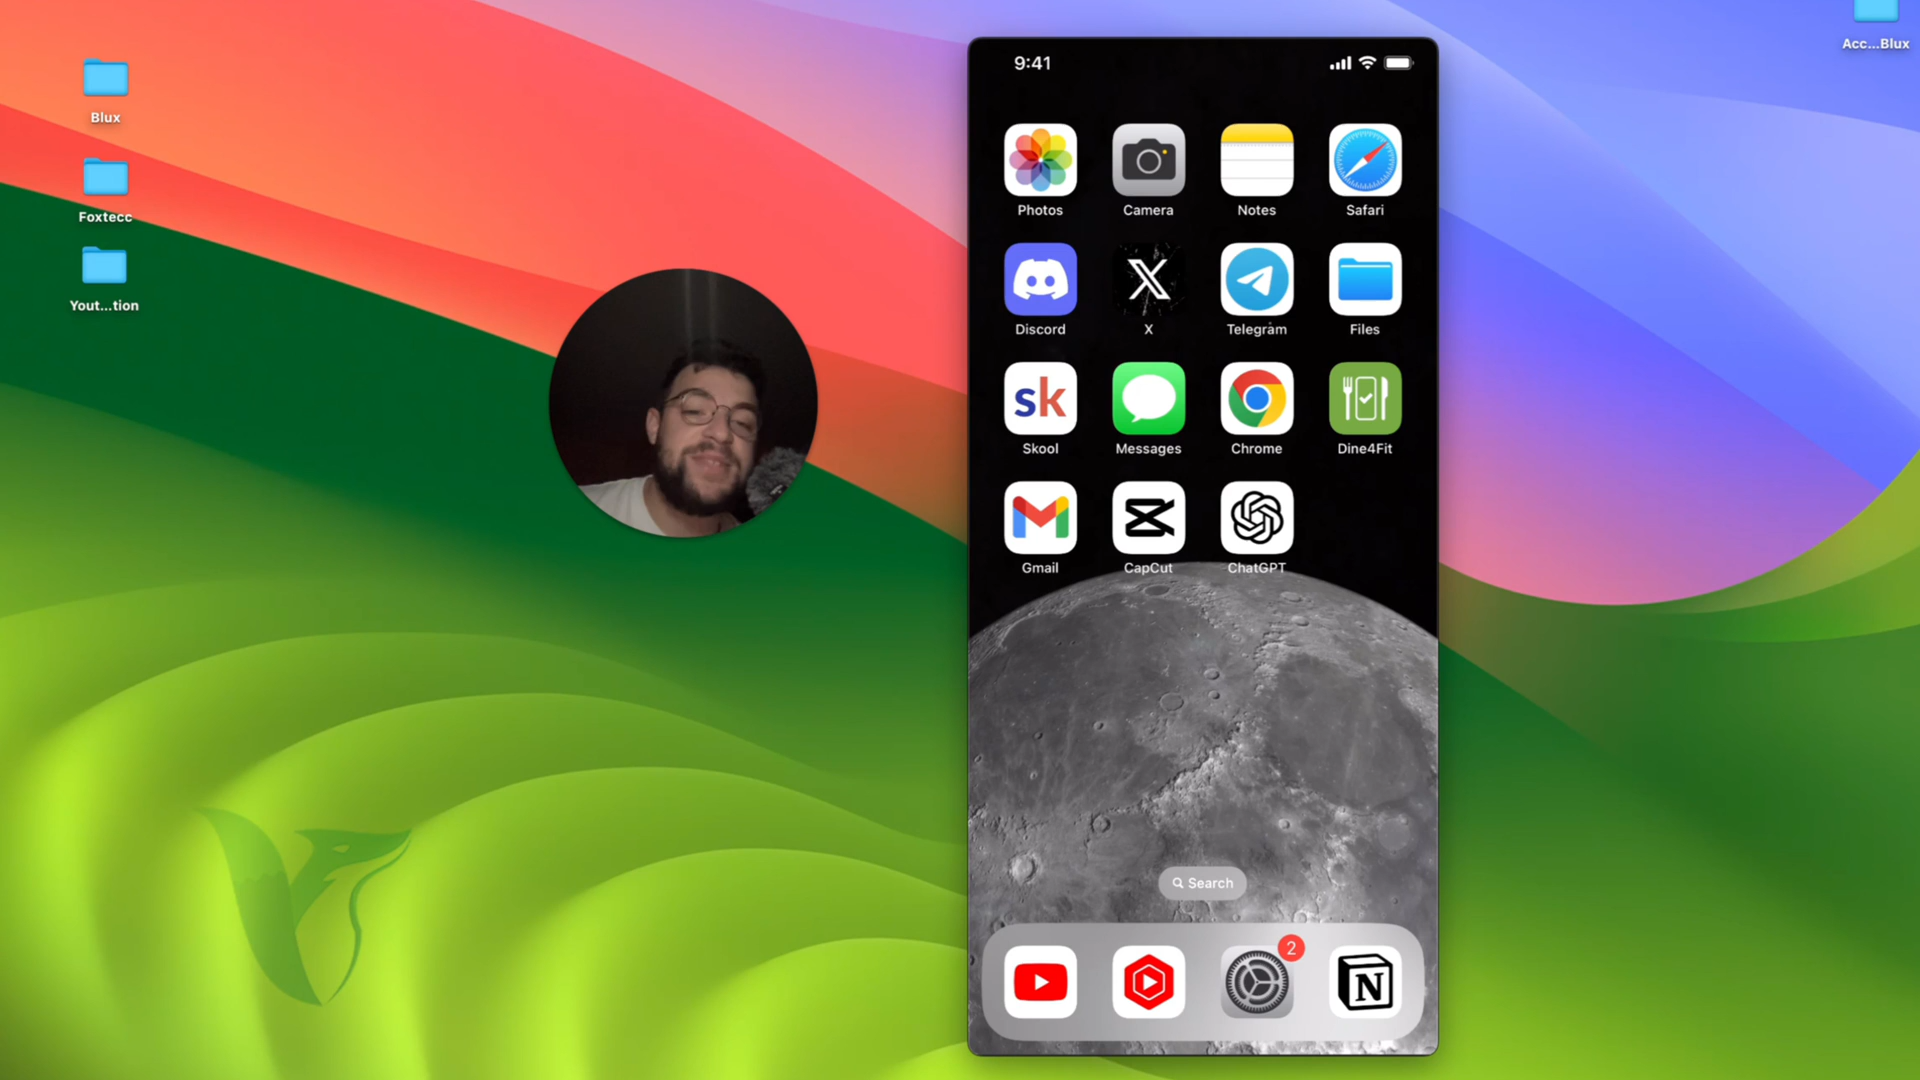 Acc...Blux
Blux
Foxtecc
Yout...tion
9:41
Photos
Camera
Notes
Safari
Discord
X
Telegram
Files
sk
Skool
Messages
Chrome
Dine4Fit
Gmail
CapCut
ChatGPT
Search
2
N